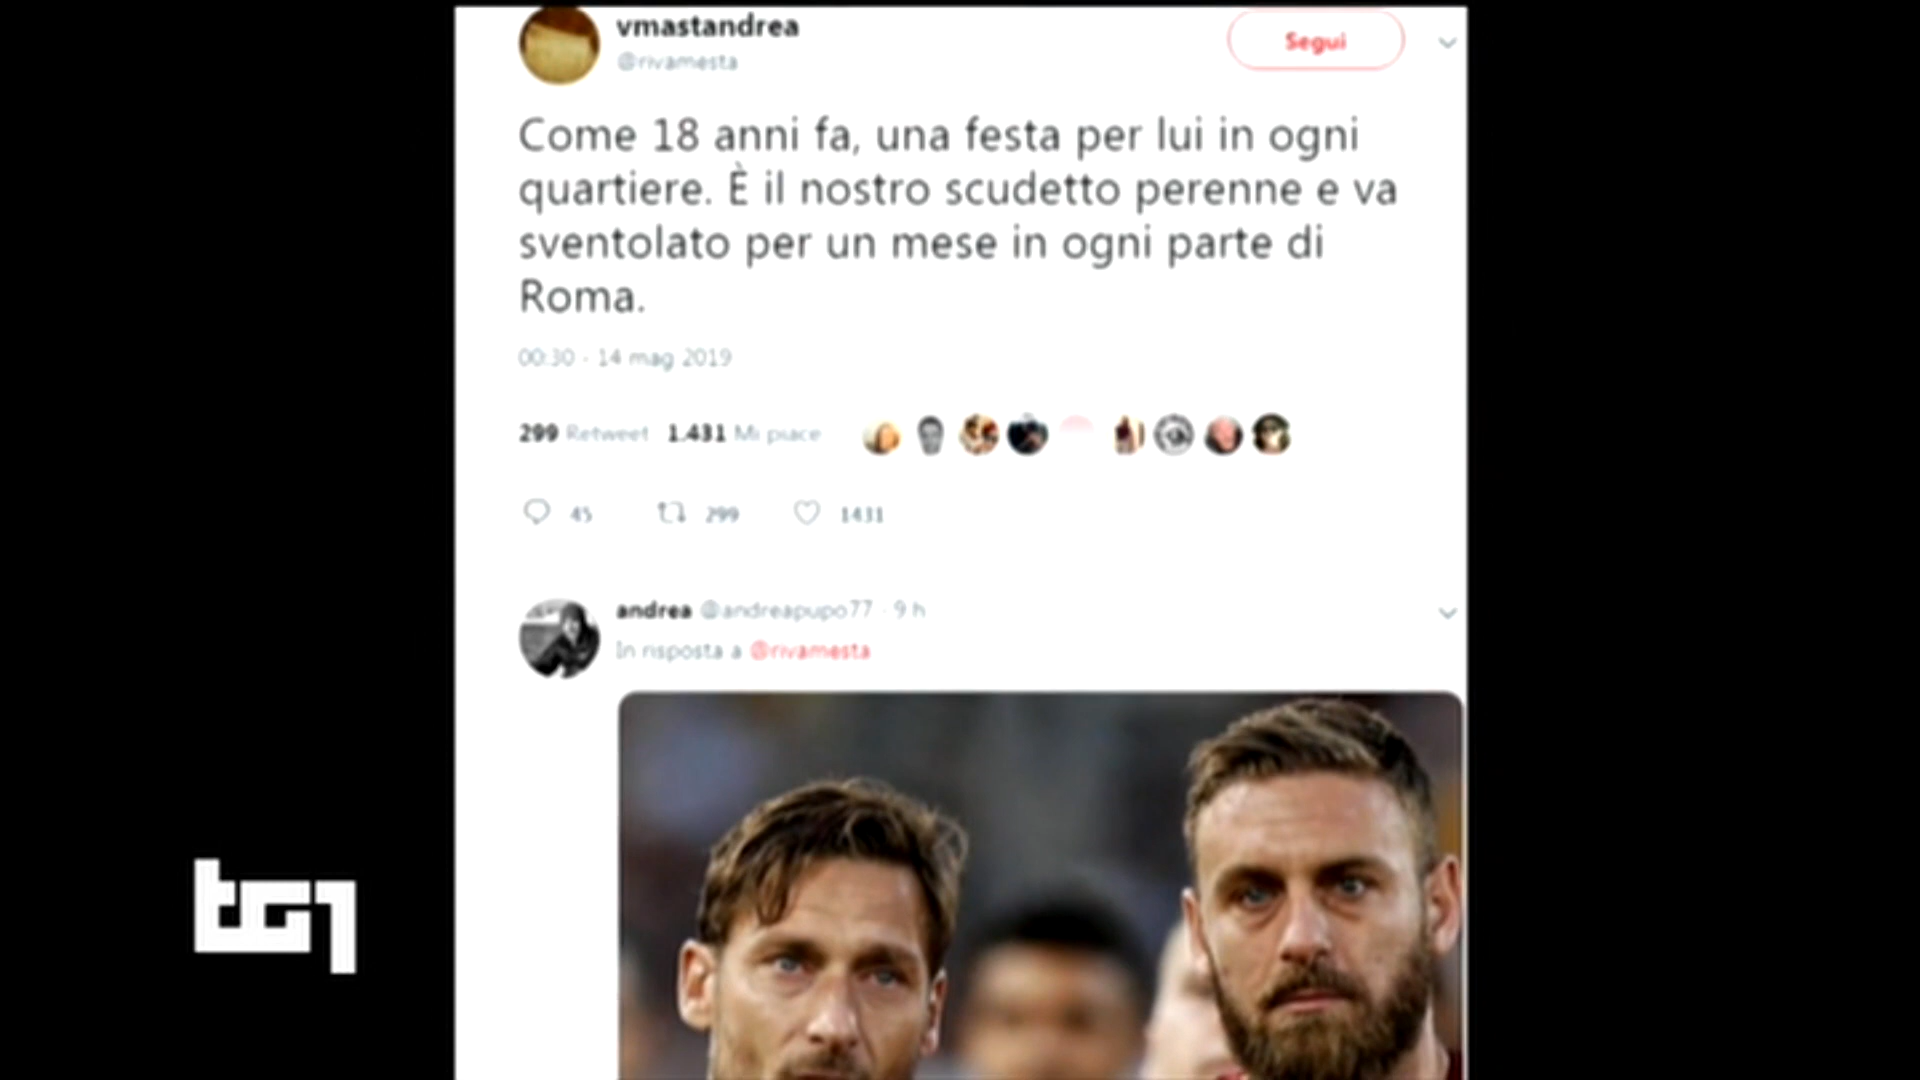 vmastandrea
@rivamesta
Segui
Come 18 anni fa, una festa per lui in ogni
quartiere. È il nostro scudetto perenne e va
sventolato per un mese in ogni parte di
Roma.
00:30 - 14 mag 2019
299 Retweet 1.431 Mi piace
45 299 1431
andrea @andreapupo77 · 9 h
In risposta a @rivamesta
tG1